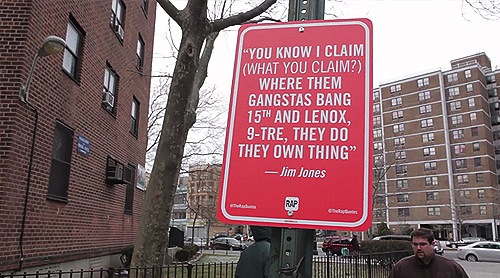 "YOU KNOW I CLAIM
(WHAT YOU CLAIM?)
WHERE THEM
GANGSTAS BANG
15TH AND LENOX,
9-TRE, THEY DO
THEY OWN THING"
— Jim Jones
RAP
@TheRapQuotes
#TheRapQuotes